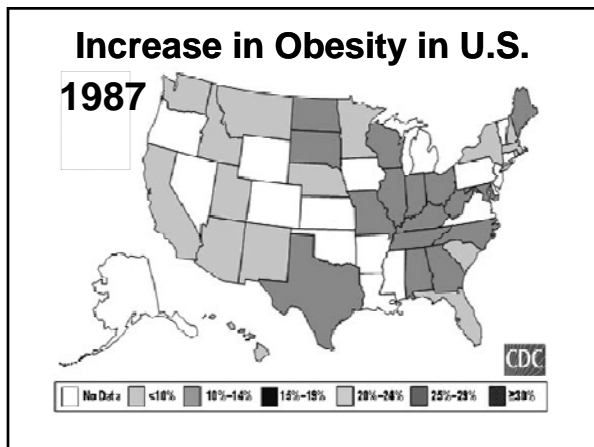 Increase in Obesity in U.S.
1987
CDC
No Data ≤10% 10%–14% 15%–19% 20%–24% 25%–29% ≥30%